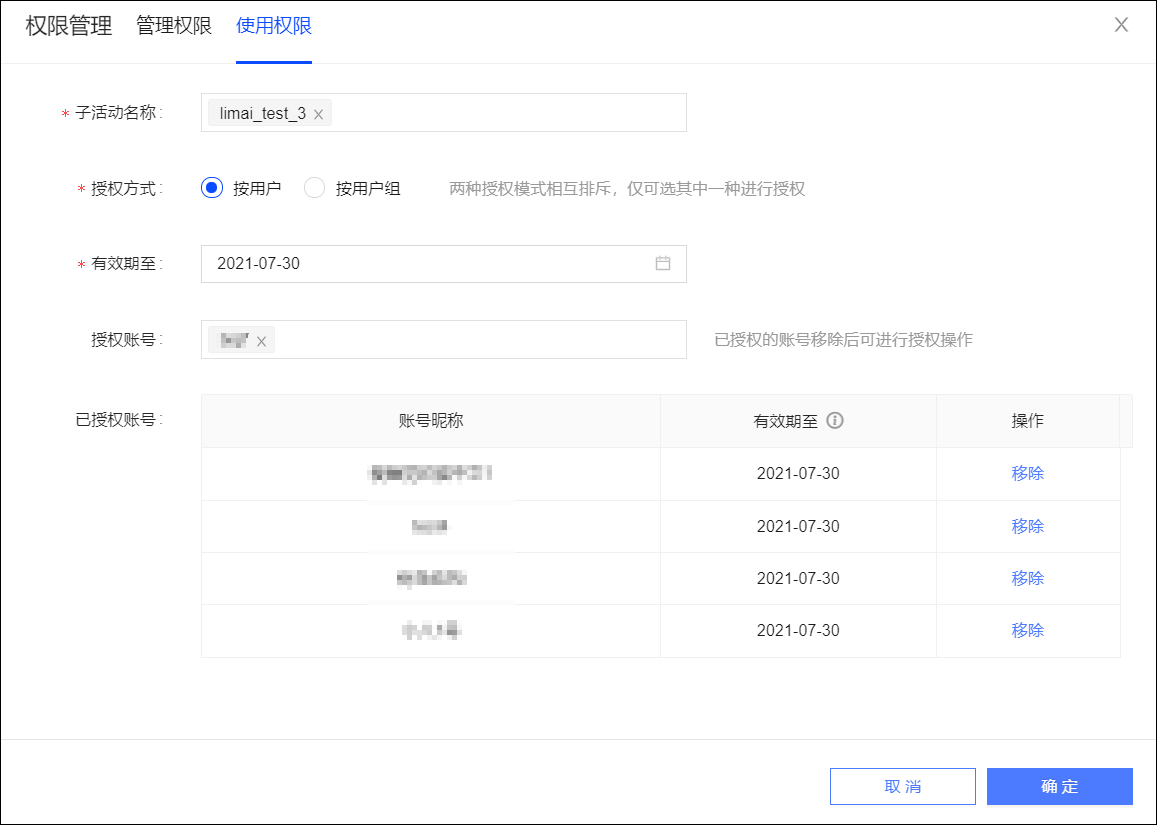 权限管理 管理权限 使用权限
* 子活动名称: limai_test_3
* 授权方式: 按用户 按用户组 两种授权模式相互排斥，仅可选其中一种进行授权
* 有效期至: 2021-07-30
授权账号: 已授权的账号移除后可进行授权操作
已授权账号: 账号昵称 有效期至 操作
2021-07-30 移除
2021-07-30 移除
2021-07-30 移除
2021-07-30 移除
取消 确定